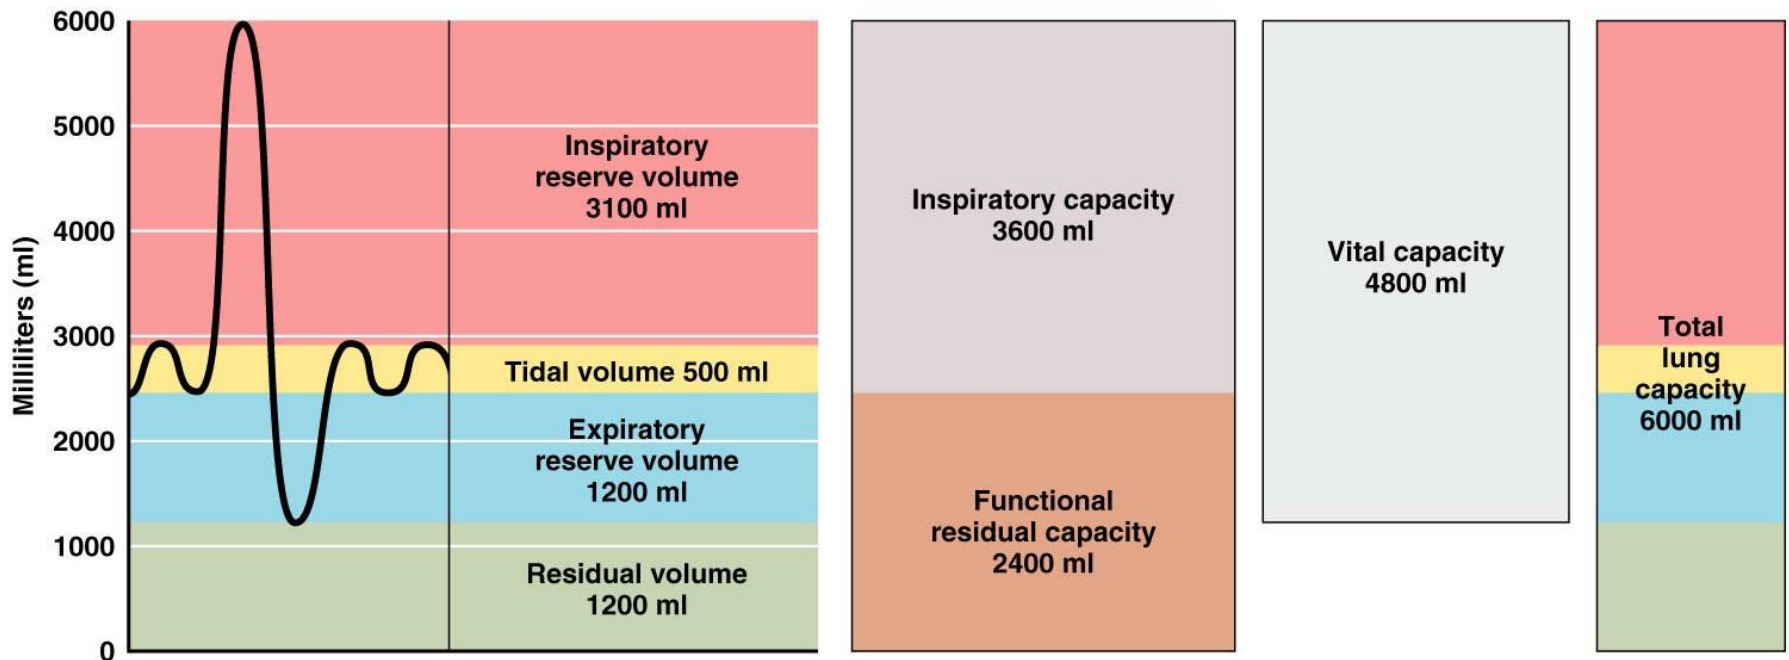 Milliliters (ml)
6000
5000
4000
3000
2000
1000
0
Inspiratory
reserve volume
3100 ml
Tidal volume 500 ml
Expiratory
reserve volume
1200 ml
Residual volume
1200 ml
Inspiratory capacity
3600 ml
Functional
residual capacity
2400 ml
Vital capacity
4800 ml
Total
lung
capacity
6000 ml